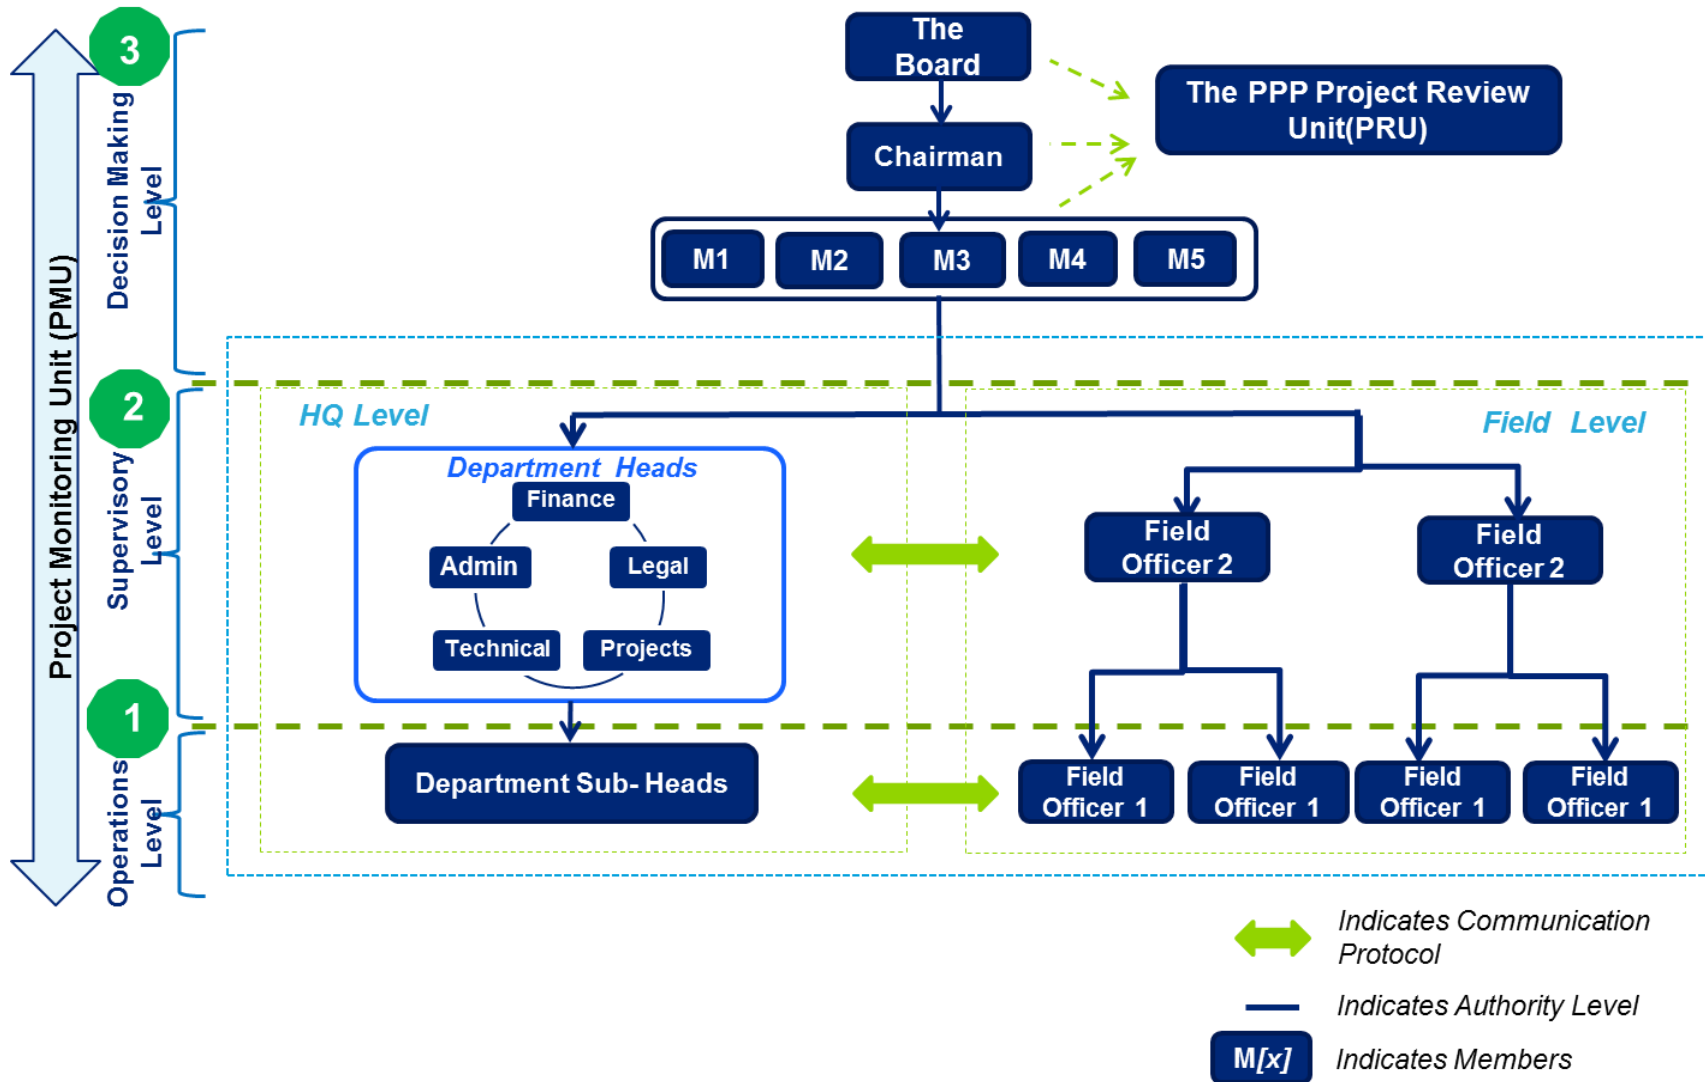 3
Decision Making
Level
Project Monitoring Unit (PMU)
2
Supervisory
Level
1
Operations
Level
The
Board
Chairman
The PPP Project Review
Unit(PRU)
M1
M2
M3
M4
M5
HQ Level
Field Level
Department Heads
Finance
Admin
Legal
Technical
Projects
Field
Officer 2
Field
Officer 2
Department Sub- Heads
Field
Officer 1
Field
Officer 1
Field
Officer 1
Field
Officer 1
Indicates Communication
Protocol
Indicates Authority Level
M[x]
Indicates Members